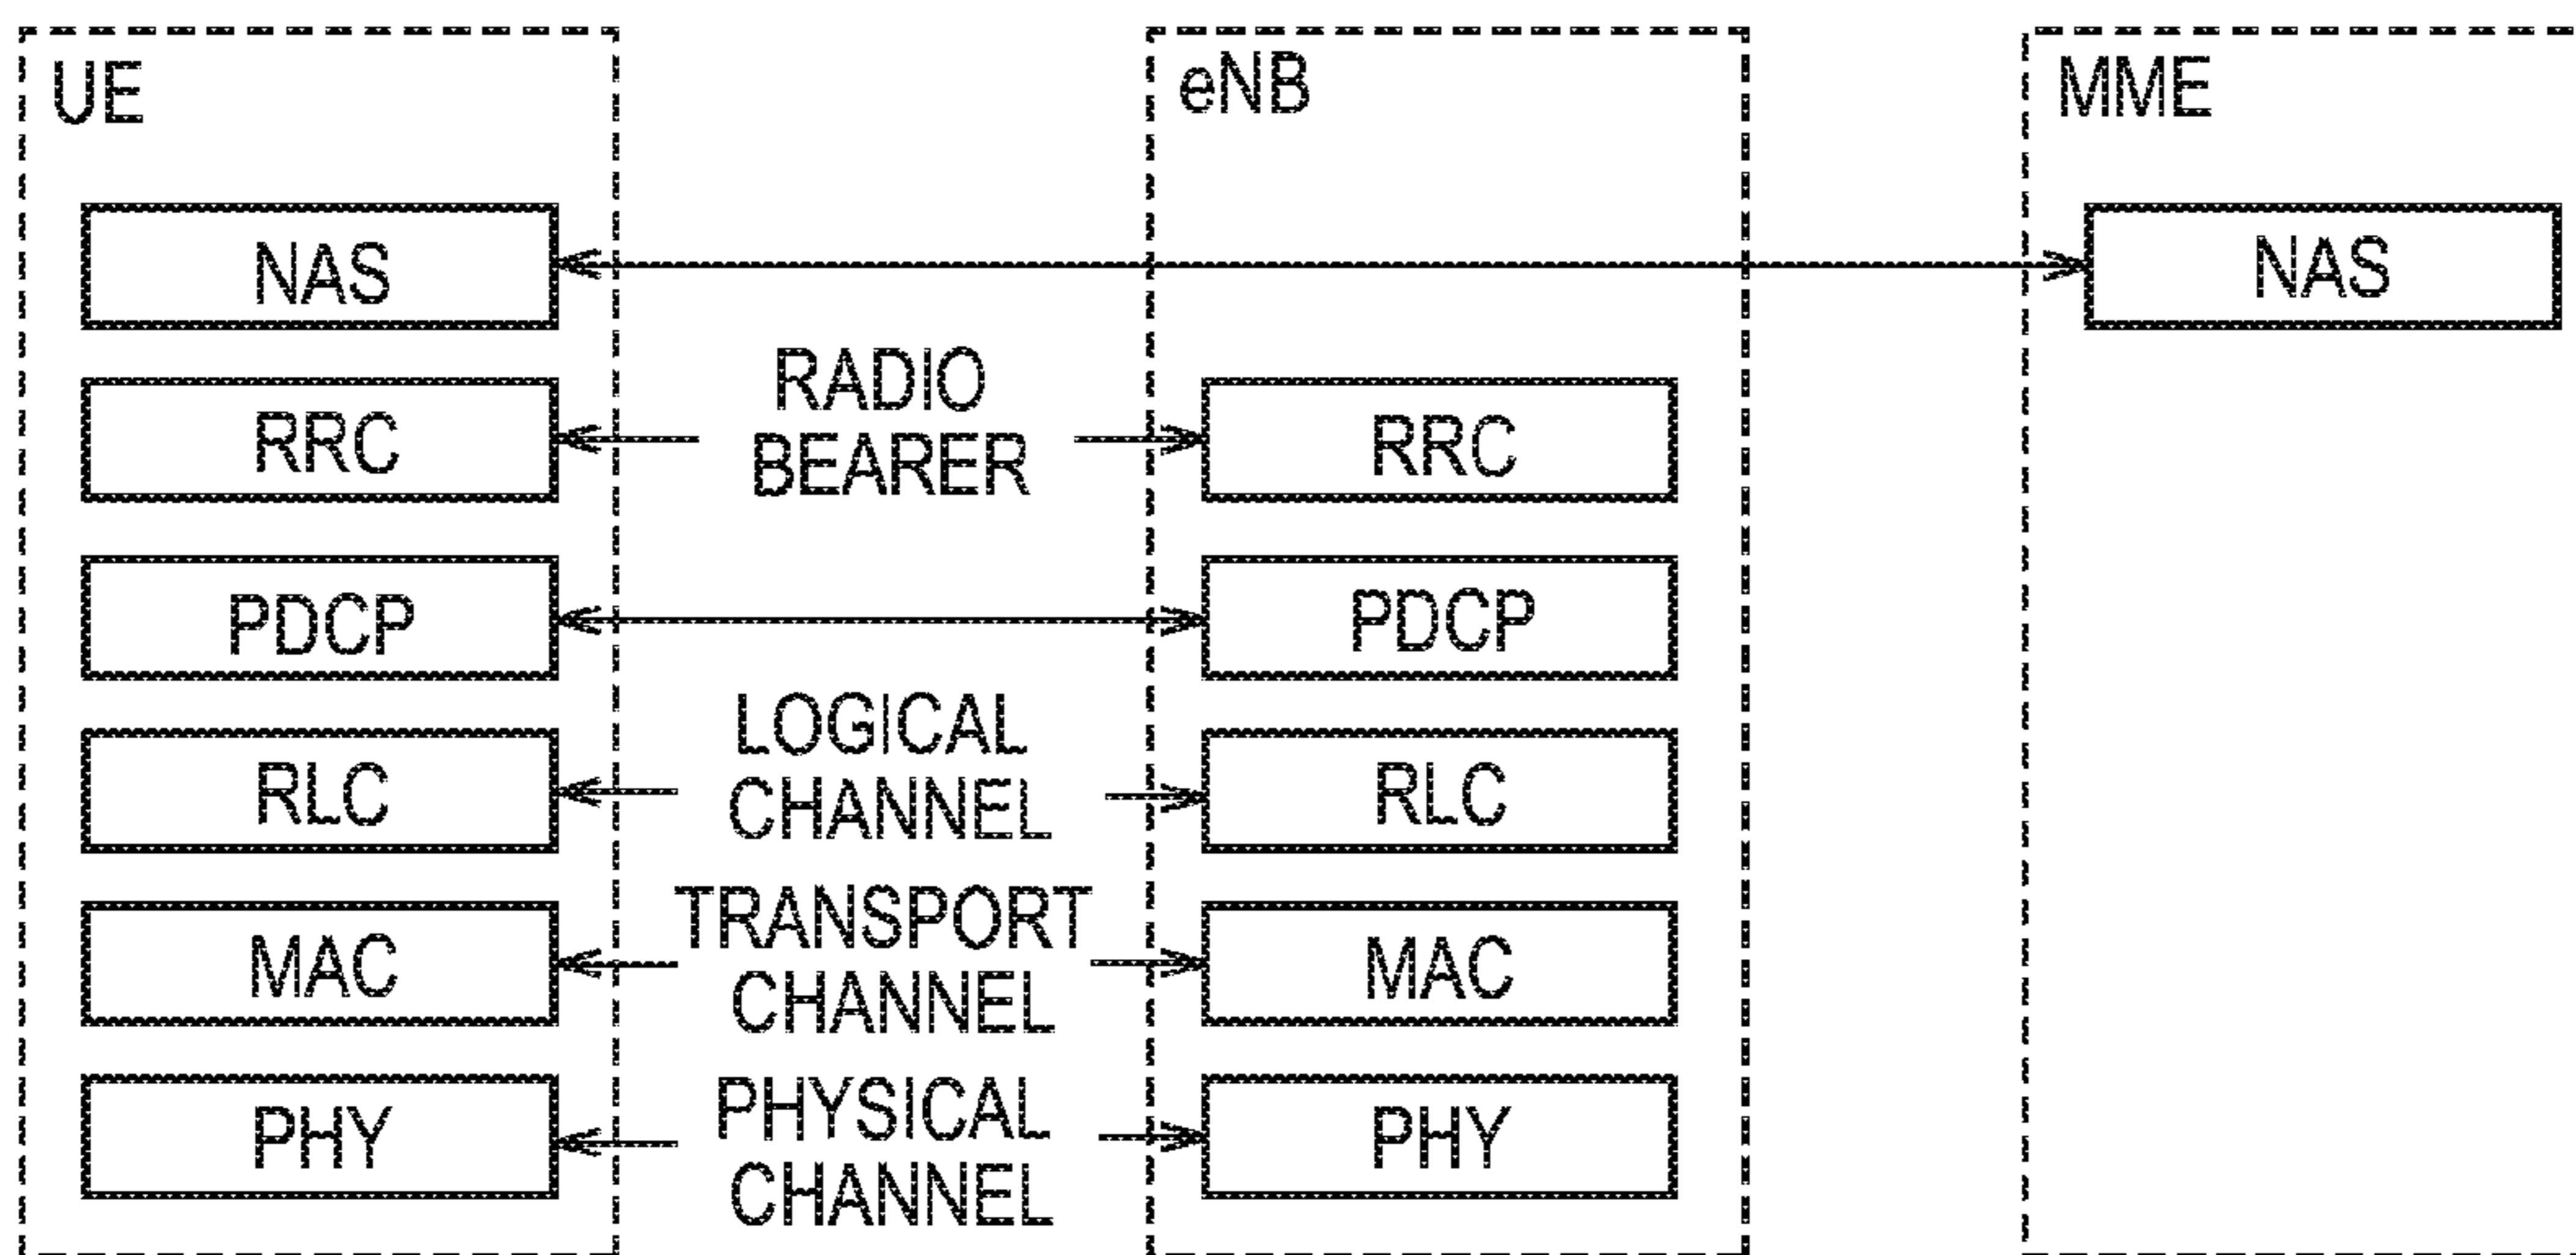 UE
eNB
MME
NAS
NAS
RADIO
BEARER
RRC
RRC
PDCP
PDCP
LOGICAL
CHANNEL
RLC
RLC
TRANSPORT
CHANNEL
MAC
MAC
PHYSICAL
CHANNEL
PHY
PHY